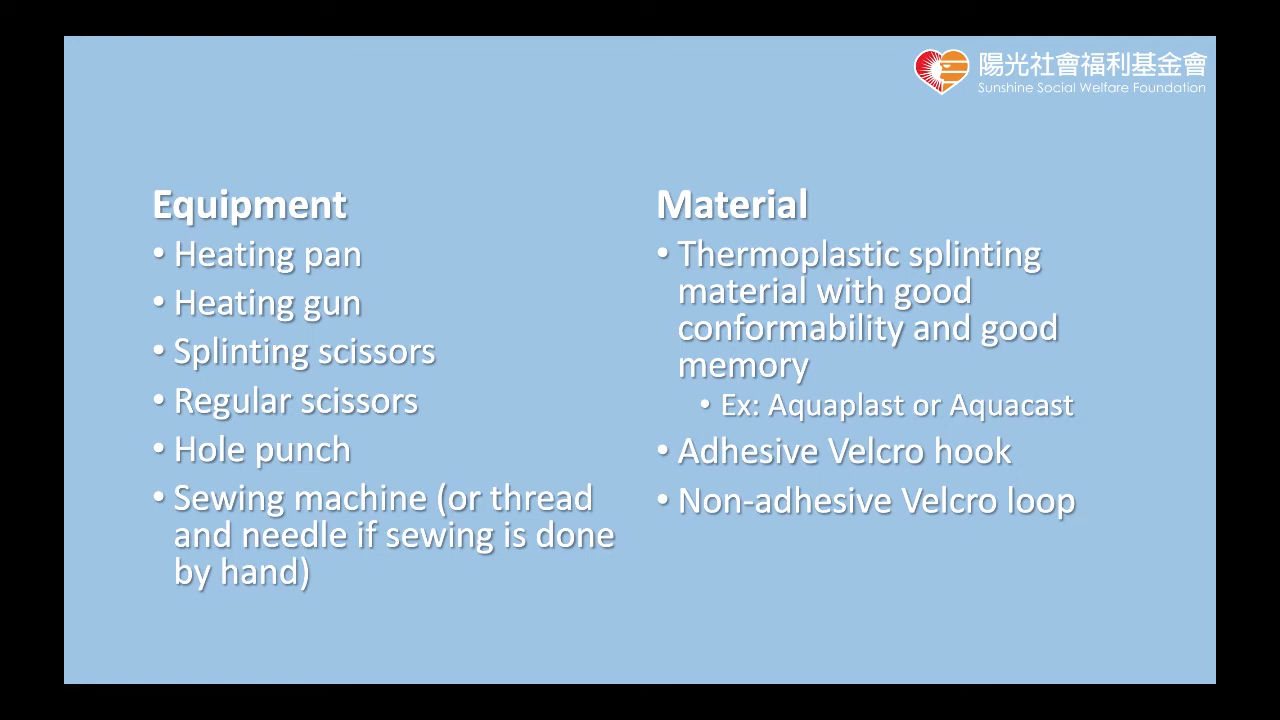 陽光社會福利基金會
Sunshine Social Welfare Foundation
Equipment
• Heating pan
• Heating gun
• Splinting scissors
• Regular scissors
• Hole punch
• Sewing machine (or thread
and needle if sewing is done
by hand)
Material
• Thermoplastic splinting
material with good
conformability and good
memory
• Ex: Aquaplast or Aquacast
• Adhesive Velcro hook
• Non-adhesive Velcro loop